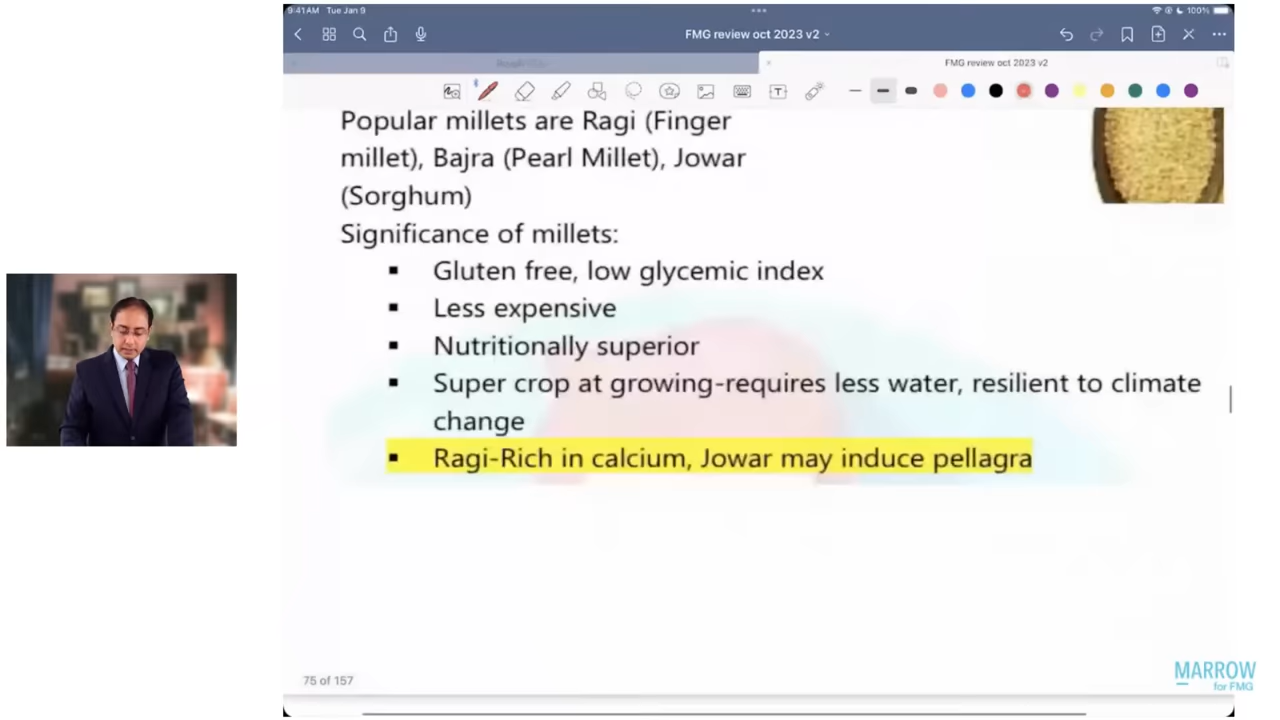 9:41AM Tue Jan 9
100%
FMG review oct 2023 v2
FMG review oct 2023 v2
T
Popular millets are Ragi (Finger
millet), Bajra (Pearl Millet), Jowar
(Sorghum)
Significance of millets:
▪ Gluten free, low glycemic index
▪ Less expensive
▪ Nutritionally superior
▪ Super crop at growing-requires less water, resilient to climate
change
▪ Ragi-Rich in calcium, Jowar may induce pellagra
75 of 157
MARROW
for FMG